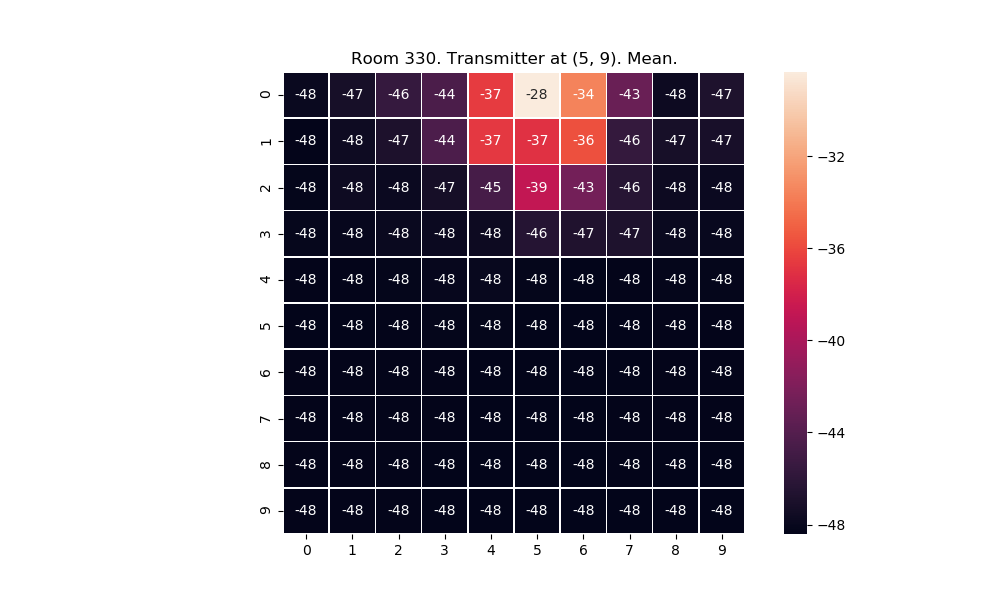 Room 330. Transmitter at (5, 9). Mean.
0 -48 -47 -46 -44 -37 -28 -34 -43 -48 -47
1 -48 -48 -47 -44 -37 -37 -36 -46 -47 -47
−32
2 -48 -48 -48 -47 -45 -39 -43 -46 -48 -48
3 -48 -48 -48 -48 -48 -46 -47 -47 -48 -48
−36
4 -48 -48 -48 -48 -48 -48 -48 -48 -48 -48
5 -48 -48 -48 -48 -48 -48 -48 -48 -48 -48
−40
6 -48 -48 -48 -48 -48 -48 -48 -48 -48 -48
7 -48 -48 -48 -48 -48 -48 -48 -48 -48 -48
−44
8 -48 -48 -48 -48 -48 -48 -48 -48 -48 -48
9 -48 -48 -48 -48 -48 -48 -48 -48 -48 -48
−48
0 1 2 3 4 5 6 7 8 9